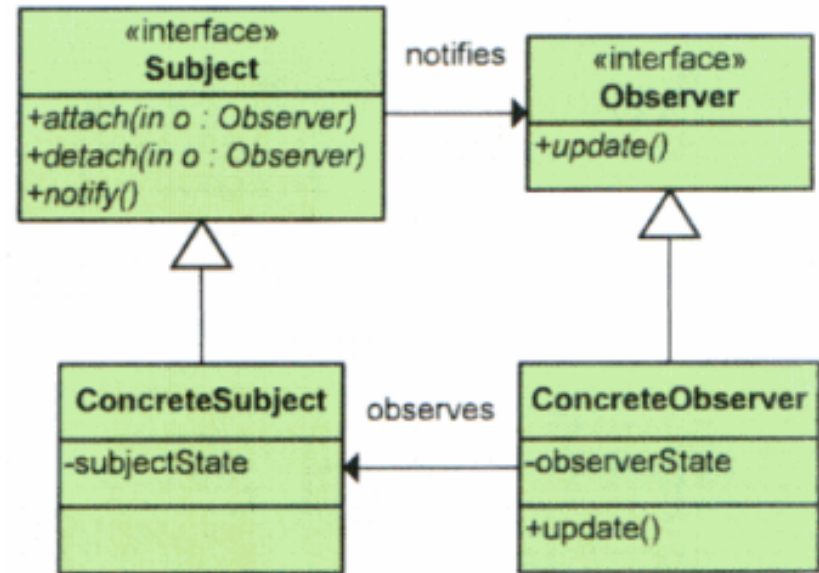 «interface»
Subject
+attach(in o : Observer)
+detach(in o : Observer)
+notify()
notifies
«interface»
Observer
+update()
ConcreteSubject
-subjectState
observes
ConcreteObserver
-observerState
+update()